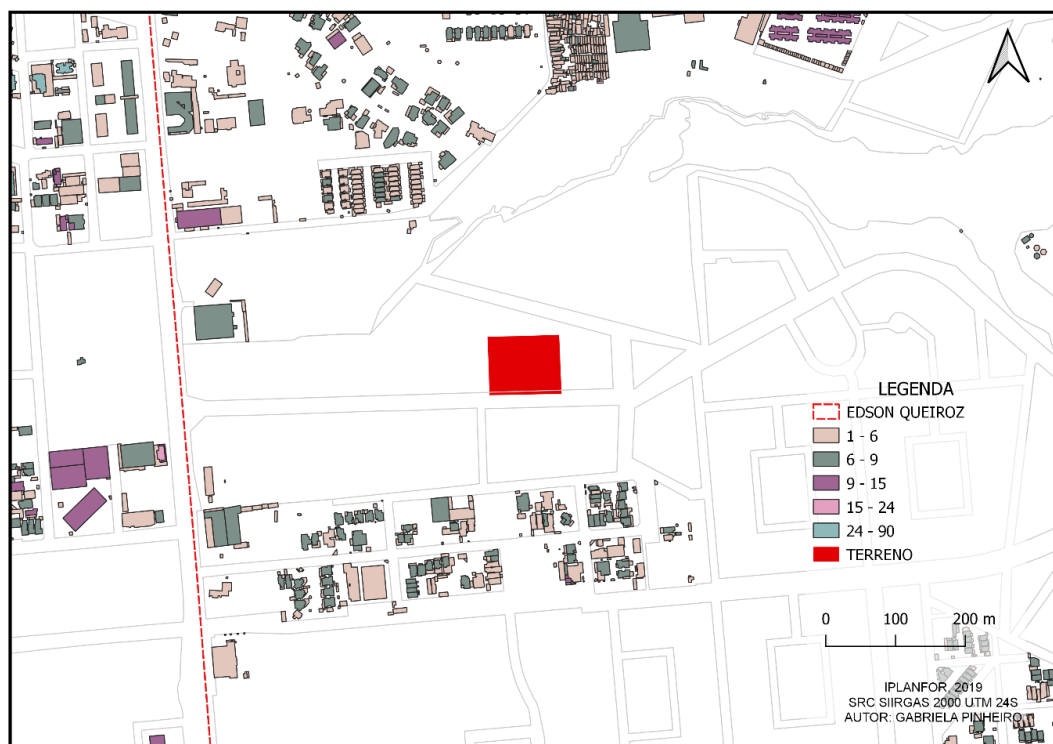 LEGENDA
EDSON QUEIROZ
1 - 6
6 - 9
9 - 15
15 - 24
24 - 90
TERRENO
0 100 200 m
IPLANFOR, 2019
SRC SIIRGAS 2000 UTM 24S
AUTOR: GABRIELA PINHEIRO